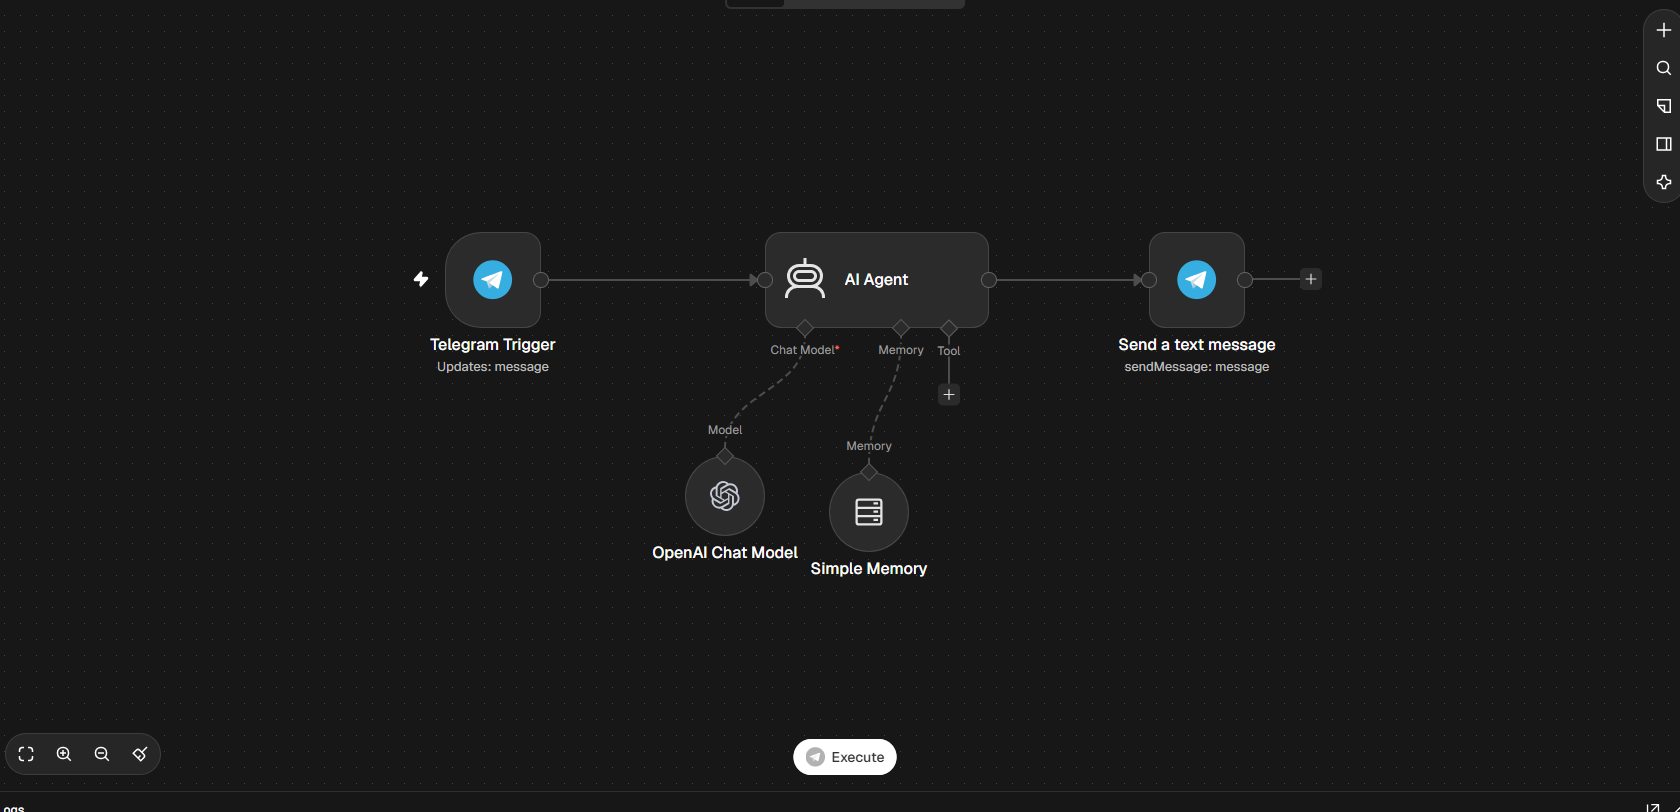 AI Agent
Telegram Trigger
Updates: message
Chat Model*
Memory
Tool
Send a text message
sendMessage: message
Model
Memory
OpenAI Chat Model
Simple Memory
Execute